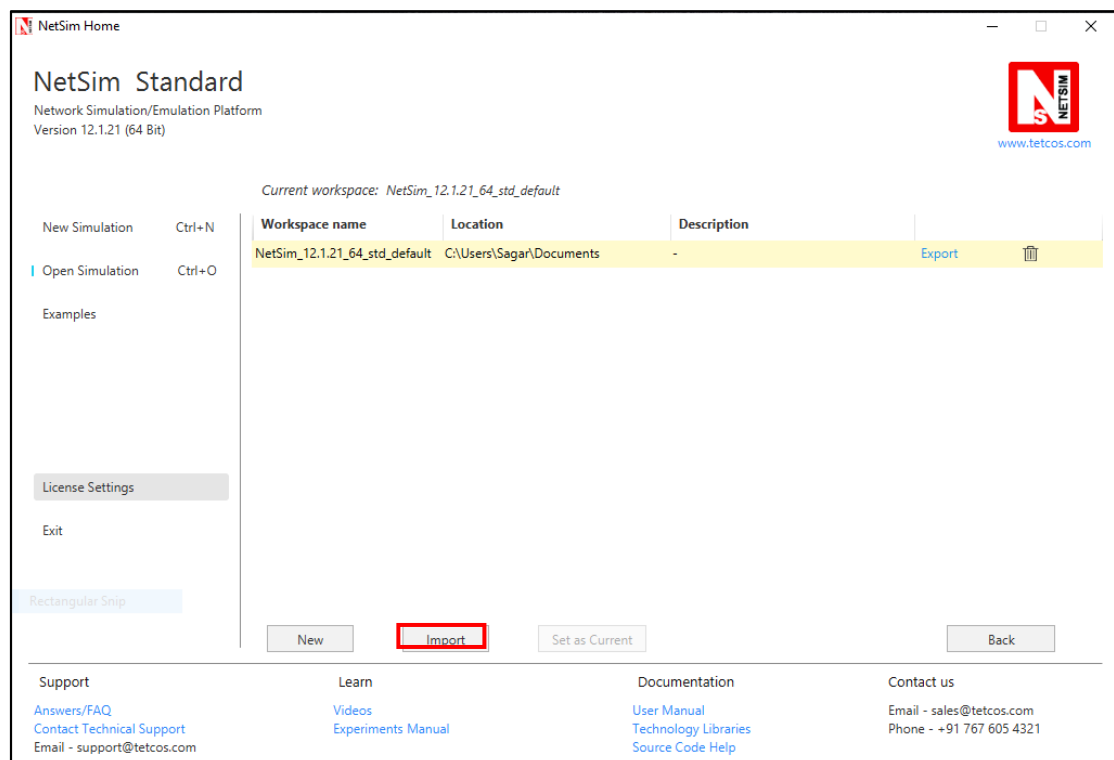 NetSim Home
NetSim Standard
Network Simulation/Emulation Platform
Version 12.1.21 (64 Bit)
N
S
NETSIM
www.tetcos.com
Current workspace: NetSim_12.1.21_64_std_default
New Simulation Ctrl+N
Open Simulation Ctrl+O
Examples
License Settings
Exit
Rectangular Snip
Workspace name Location Description
NetSim_12.1.21_64_std_default C:\Users\Sagar\Documents - Export
New Import Set as Current Back
Support Learn Documentation Contact us
Answers/FAQ Videos User Manual Email - sales@tetcos.com
Contact Technical Support Experiments Manual Technology Libraries Phone - +91 767 605 4321
Email - support@tetcos.com Source Code Help